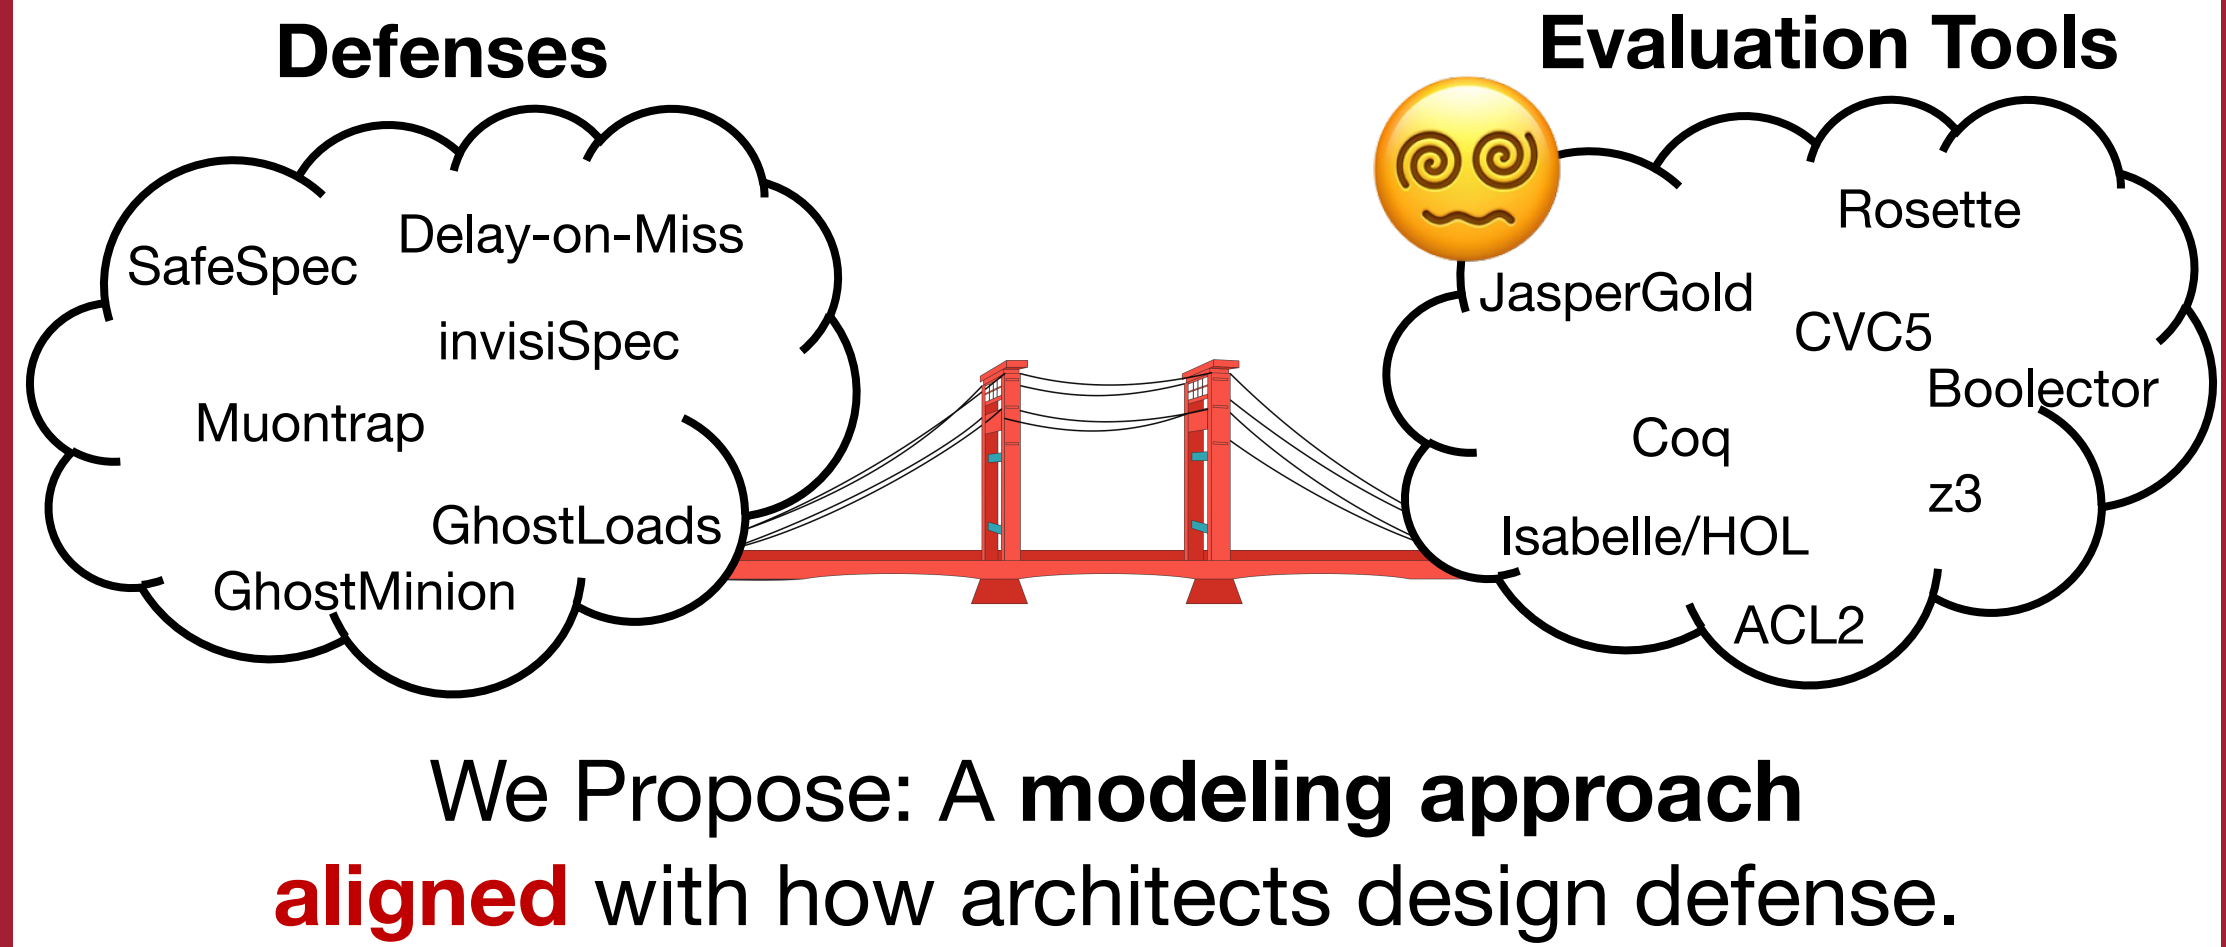 Defenses
SafeSpec
Delay-on-Miss
invisiSpec
Muontrap
GhostLoads
GhostMinion
Evaluation Tools
Rosette
JasperGold
CVC5
Boolector
Coq
z3
Isabelle/HOL
ACL2
We Propose: A modeling approach
aligned with how architects design defense.